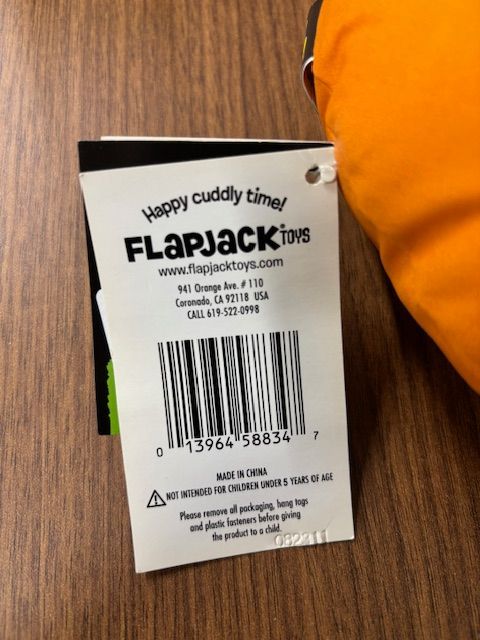 Happy cuddly time!
FLAPJACK® TOYS
www.flapjacktoys.com
941 Orange Ave. # 110
Coronado, CA 92118 USA
CALL 619-522-0998
0 13964 58834 7
MADE IN CHINA
NOT INTENDED FOR CHILDREN UNDER 5 YEARS OF AGE
Please remove all packaging, hang tags
and plastic fasteners before giving
the product to a child.
082311